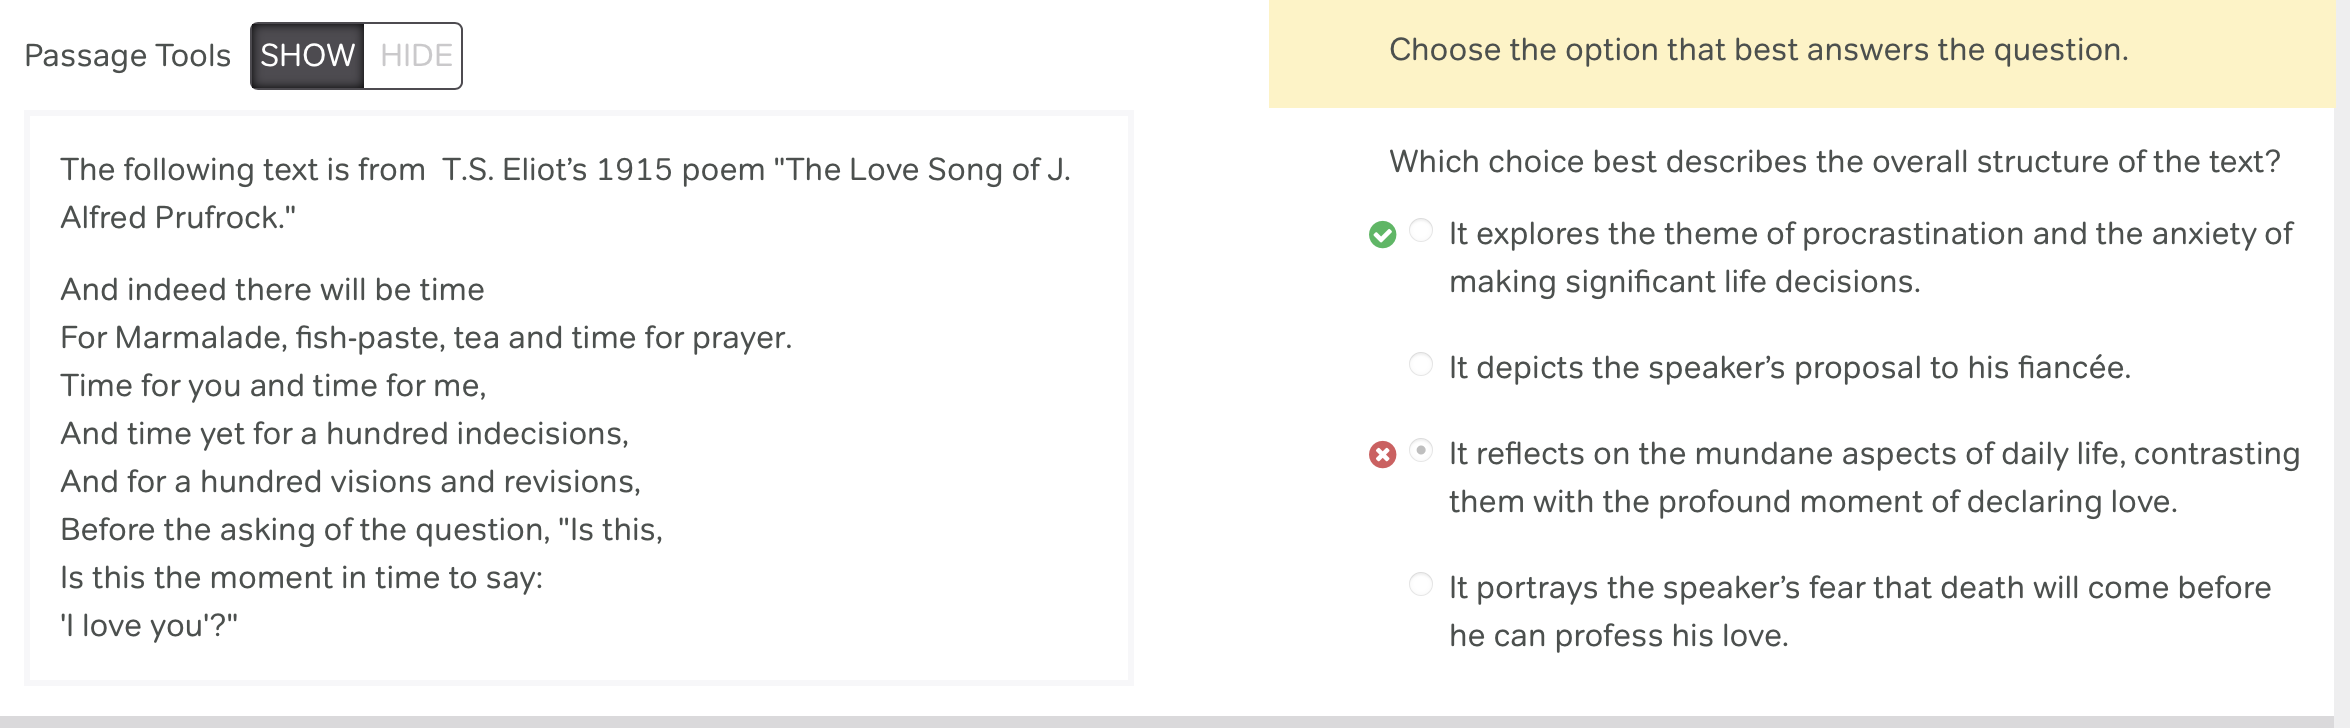 Passage Tools SHOW HIDE
The following text is from T.S. Eliot’s 1915 poem "The Love Song of J.
Alfred Prufrock."
And indeed there will be time
For Marmalade, fish-paste, tea and time for prayer.
Time for you and time for me,
And time yet for a hundred indecisions,
And for a hundred visions and revisions,
Before the asking of the question, "Is this,
Is this the moment in time to say:
'I love you'?"
Choose the option that best answers the question.
Which choice best describes the overall structure of the text?
It explores the theme of procrastination and the anxiety of
making significant life decisions.
It depicts the speaker’s proposal to his fiancée.
It reflects on the mundane aspects of daily life, contrasting
them with the profound moment of declaring love.
It portrays the speaker’s fear that death will come before
he can profess his love.